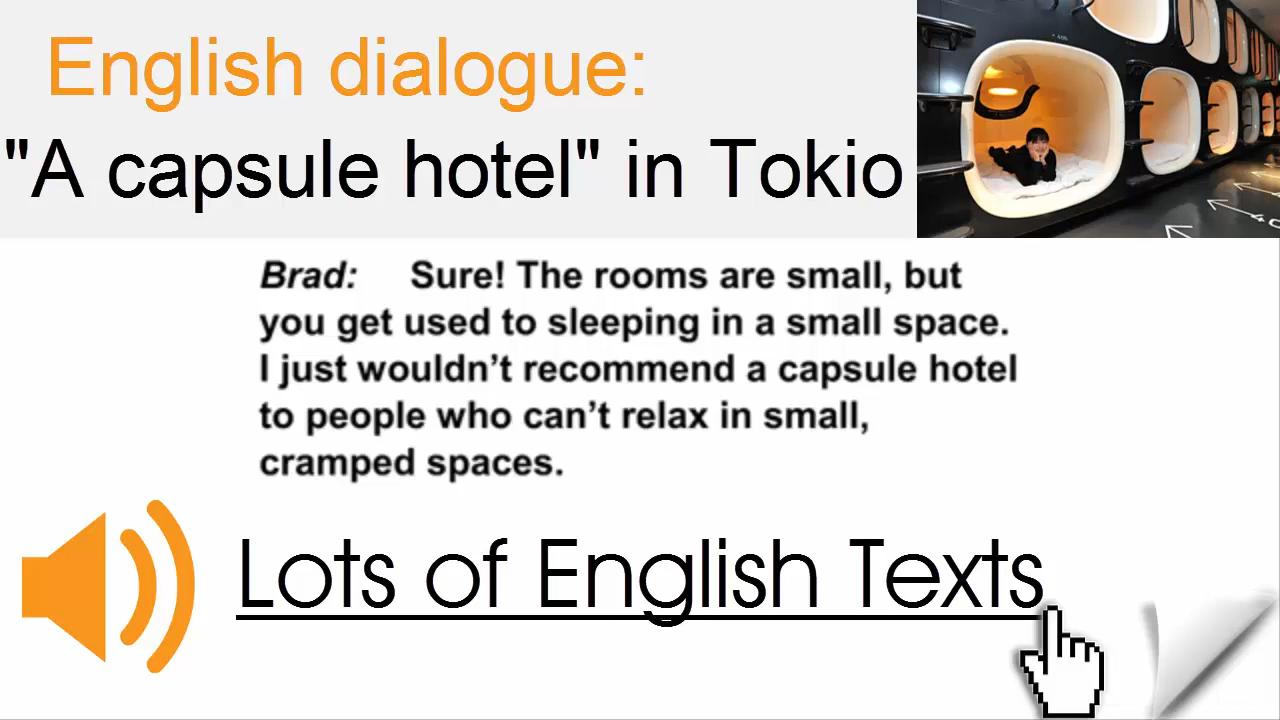 English dialogue:
"A capsule hotel" in Tokio
Brad: Sure! The rooms are small, but
you get used to sleeping in a small space.
I just wouldn’t recommend a capsule hotel
to people who can’t relax in small,
cramped spaces.
Lots of English Texts